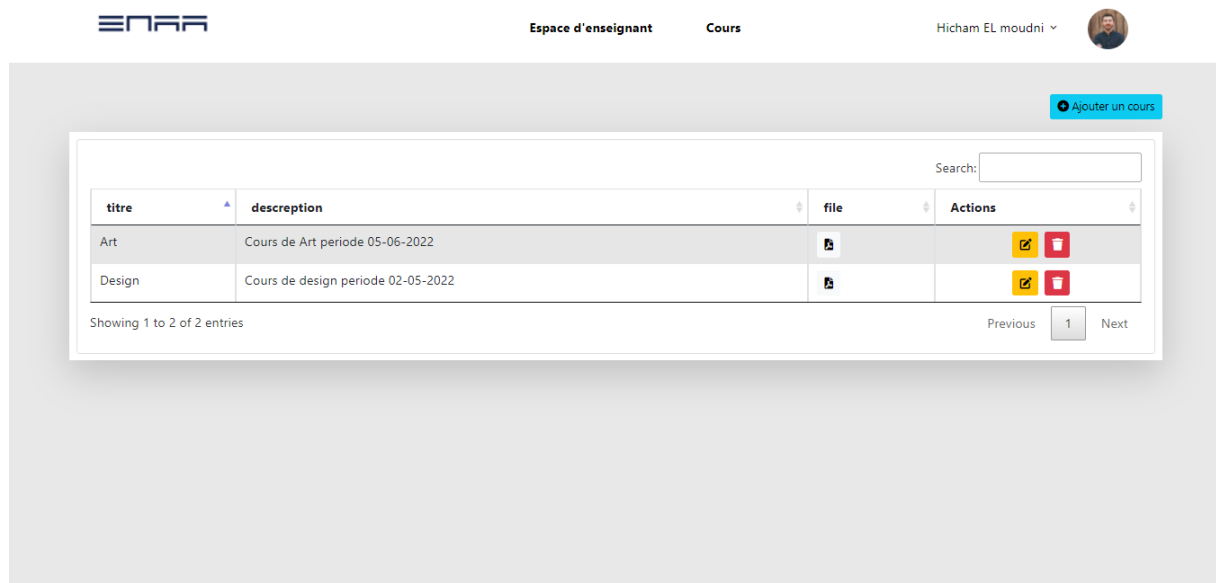 ENAA Espace d'enseignant Cours Hicham EL moudni
Ajouter un cours
Search:
titre descreption file Actions
Art Cours de Art periode 05-06-2022
Design Cours de design periode 02-05-2022
Showing 1 to 2 of 2 entries Previous 1 Next